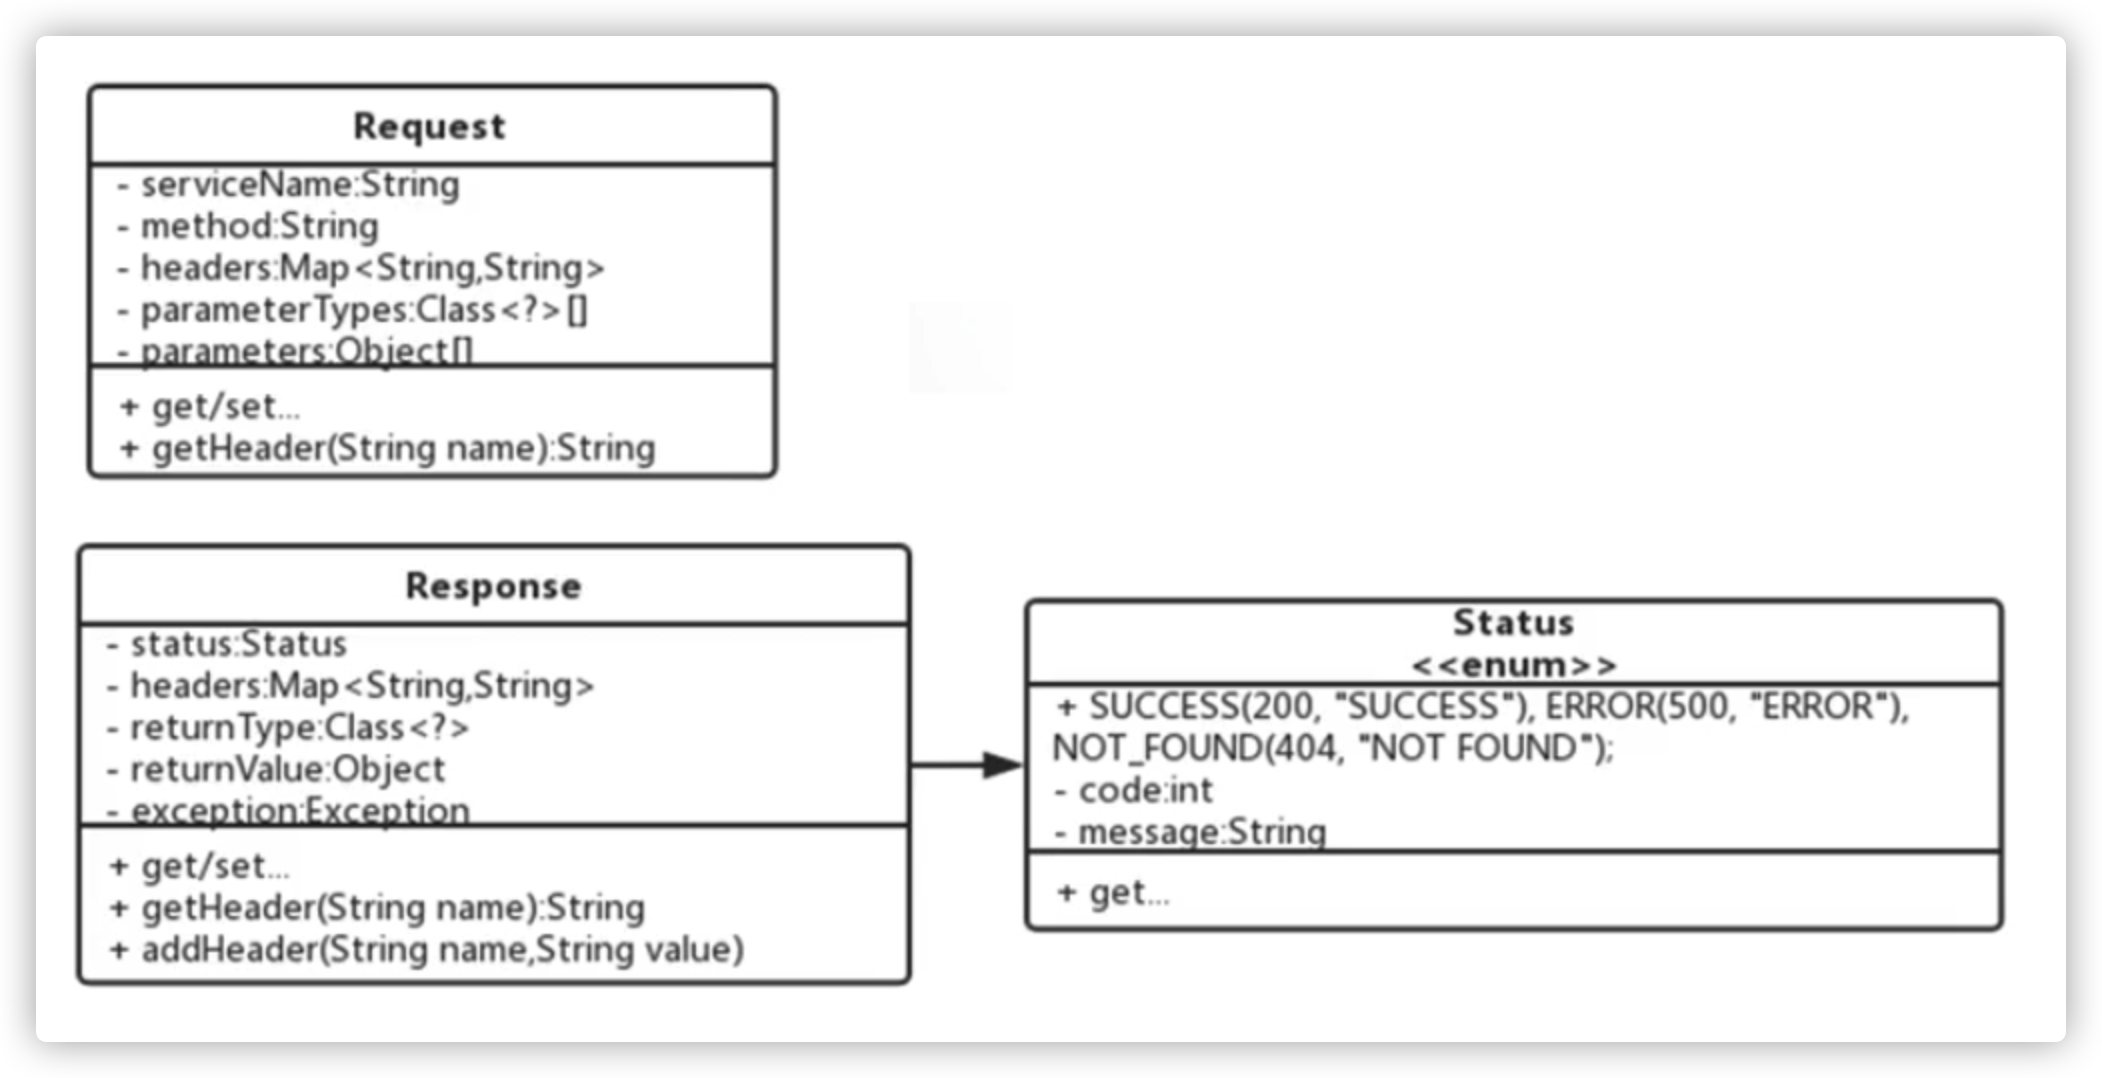 Request
- serviceName:String
- method:String
- headers:Map<String,String>
- parameterTypes:Class<?>[]
- parameters:Object[]
+ get/set...
+ getHeader(String name):String
Response
- status:Status
- headers:Map<String,String>
- returnType:Class<?>
- returnValue:Object
- exception:Exception
+ get/set...
+ getHeader(String name):String
+ addHeader(String name,String value)
Status
<<enum>>
+ SUCCESS(200, "SUCCESS"), ERROR(500, "ERROR"),
NOT_FOUND(404, "NOT FOUND");
- code:int
- message:String
+ get...